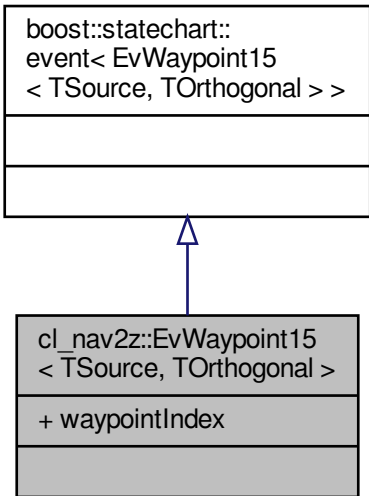 boost::statechart::
event< EvWaypoint15
< TSource, TOrthogonal > >
cl_nav2z::EvWaypoint15
< TSource, TOrthogonal >
+ waypointIndex